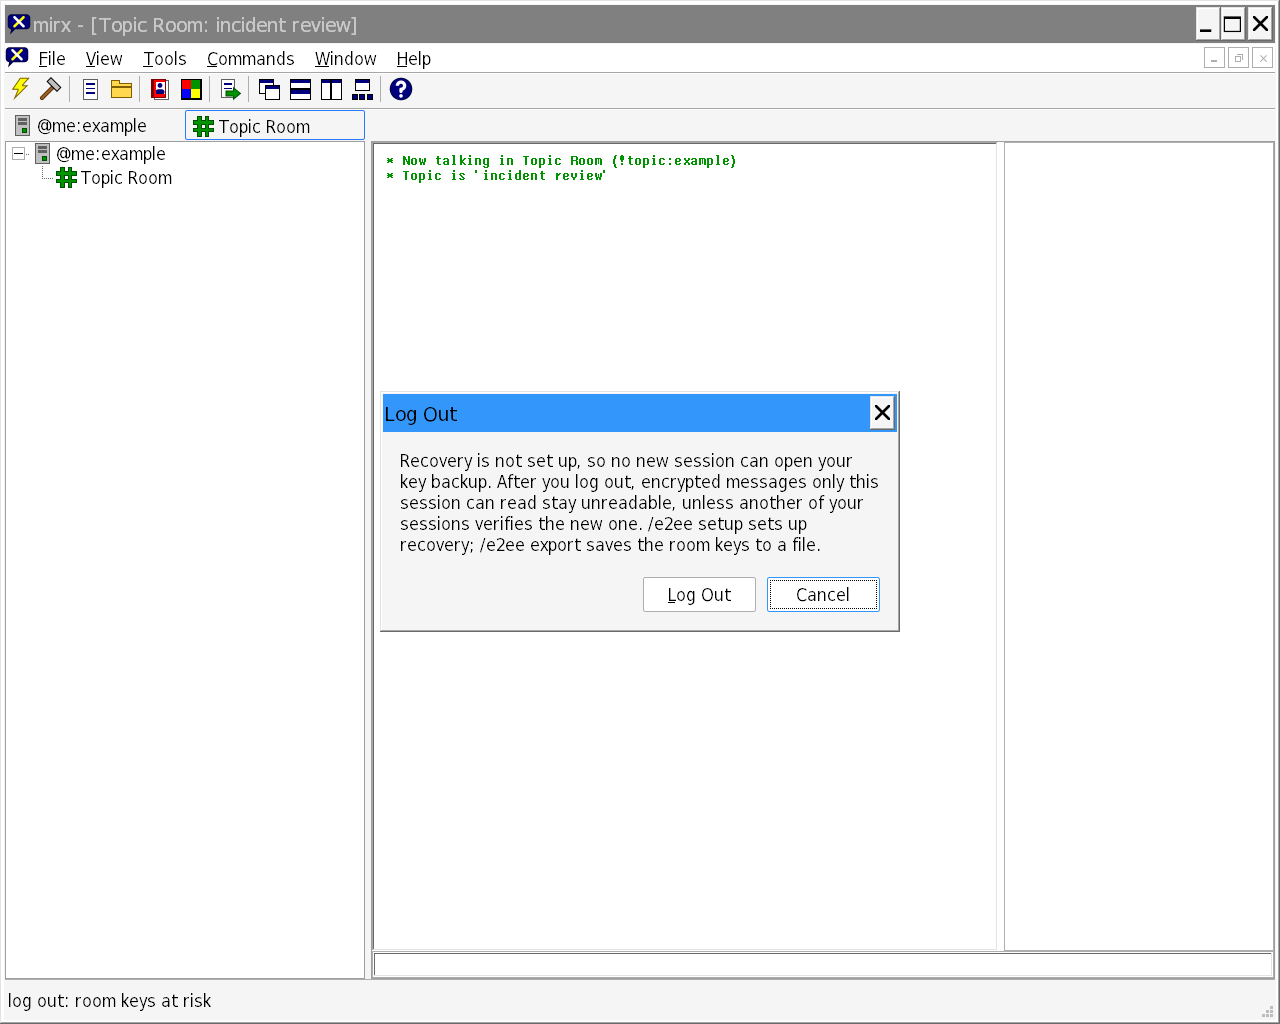 mirx - [Topic Room: incident review]
File View Tools Commands Window Help
@me:example Topic Room
@me:example
Topic Room
* Now talking in Topic Room (!topic:example)
* Topic is 'incident review'
Log Out
Recovery is not set up, so no new session can open your
key backup. After you log out, encrypted messages only this
session can read stay unreadable, unless another of your
sessions verifies the new one. /e2ee setup sets up
recovery; /e2ee export saves the room keys to a file.
Log Out Cancel
log out: room keys at risk